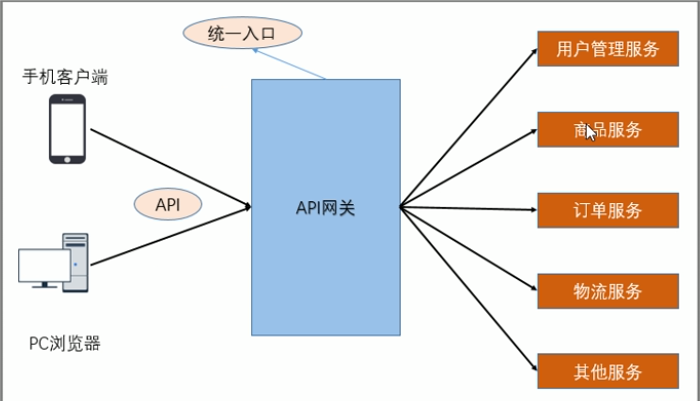 统一入口
手机客户端
API
PC浏览器
API网关
用户管理服务
商品服务
订单服务
物流服务
其他服务